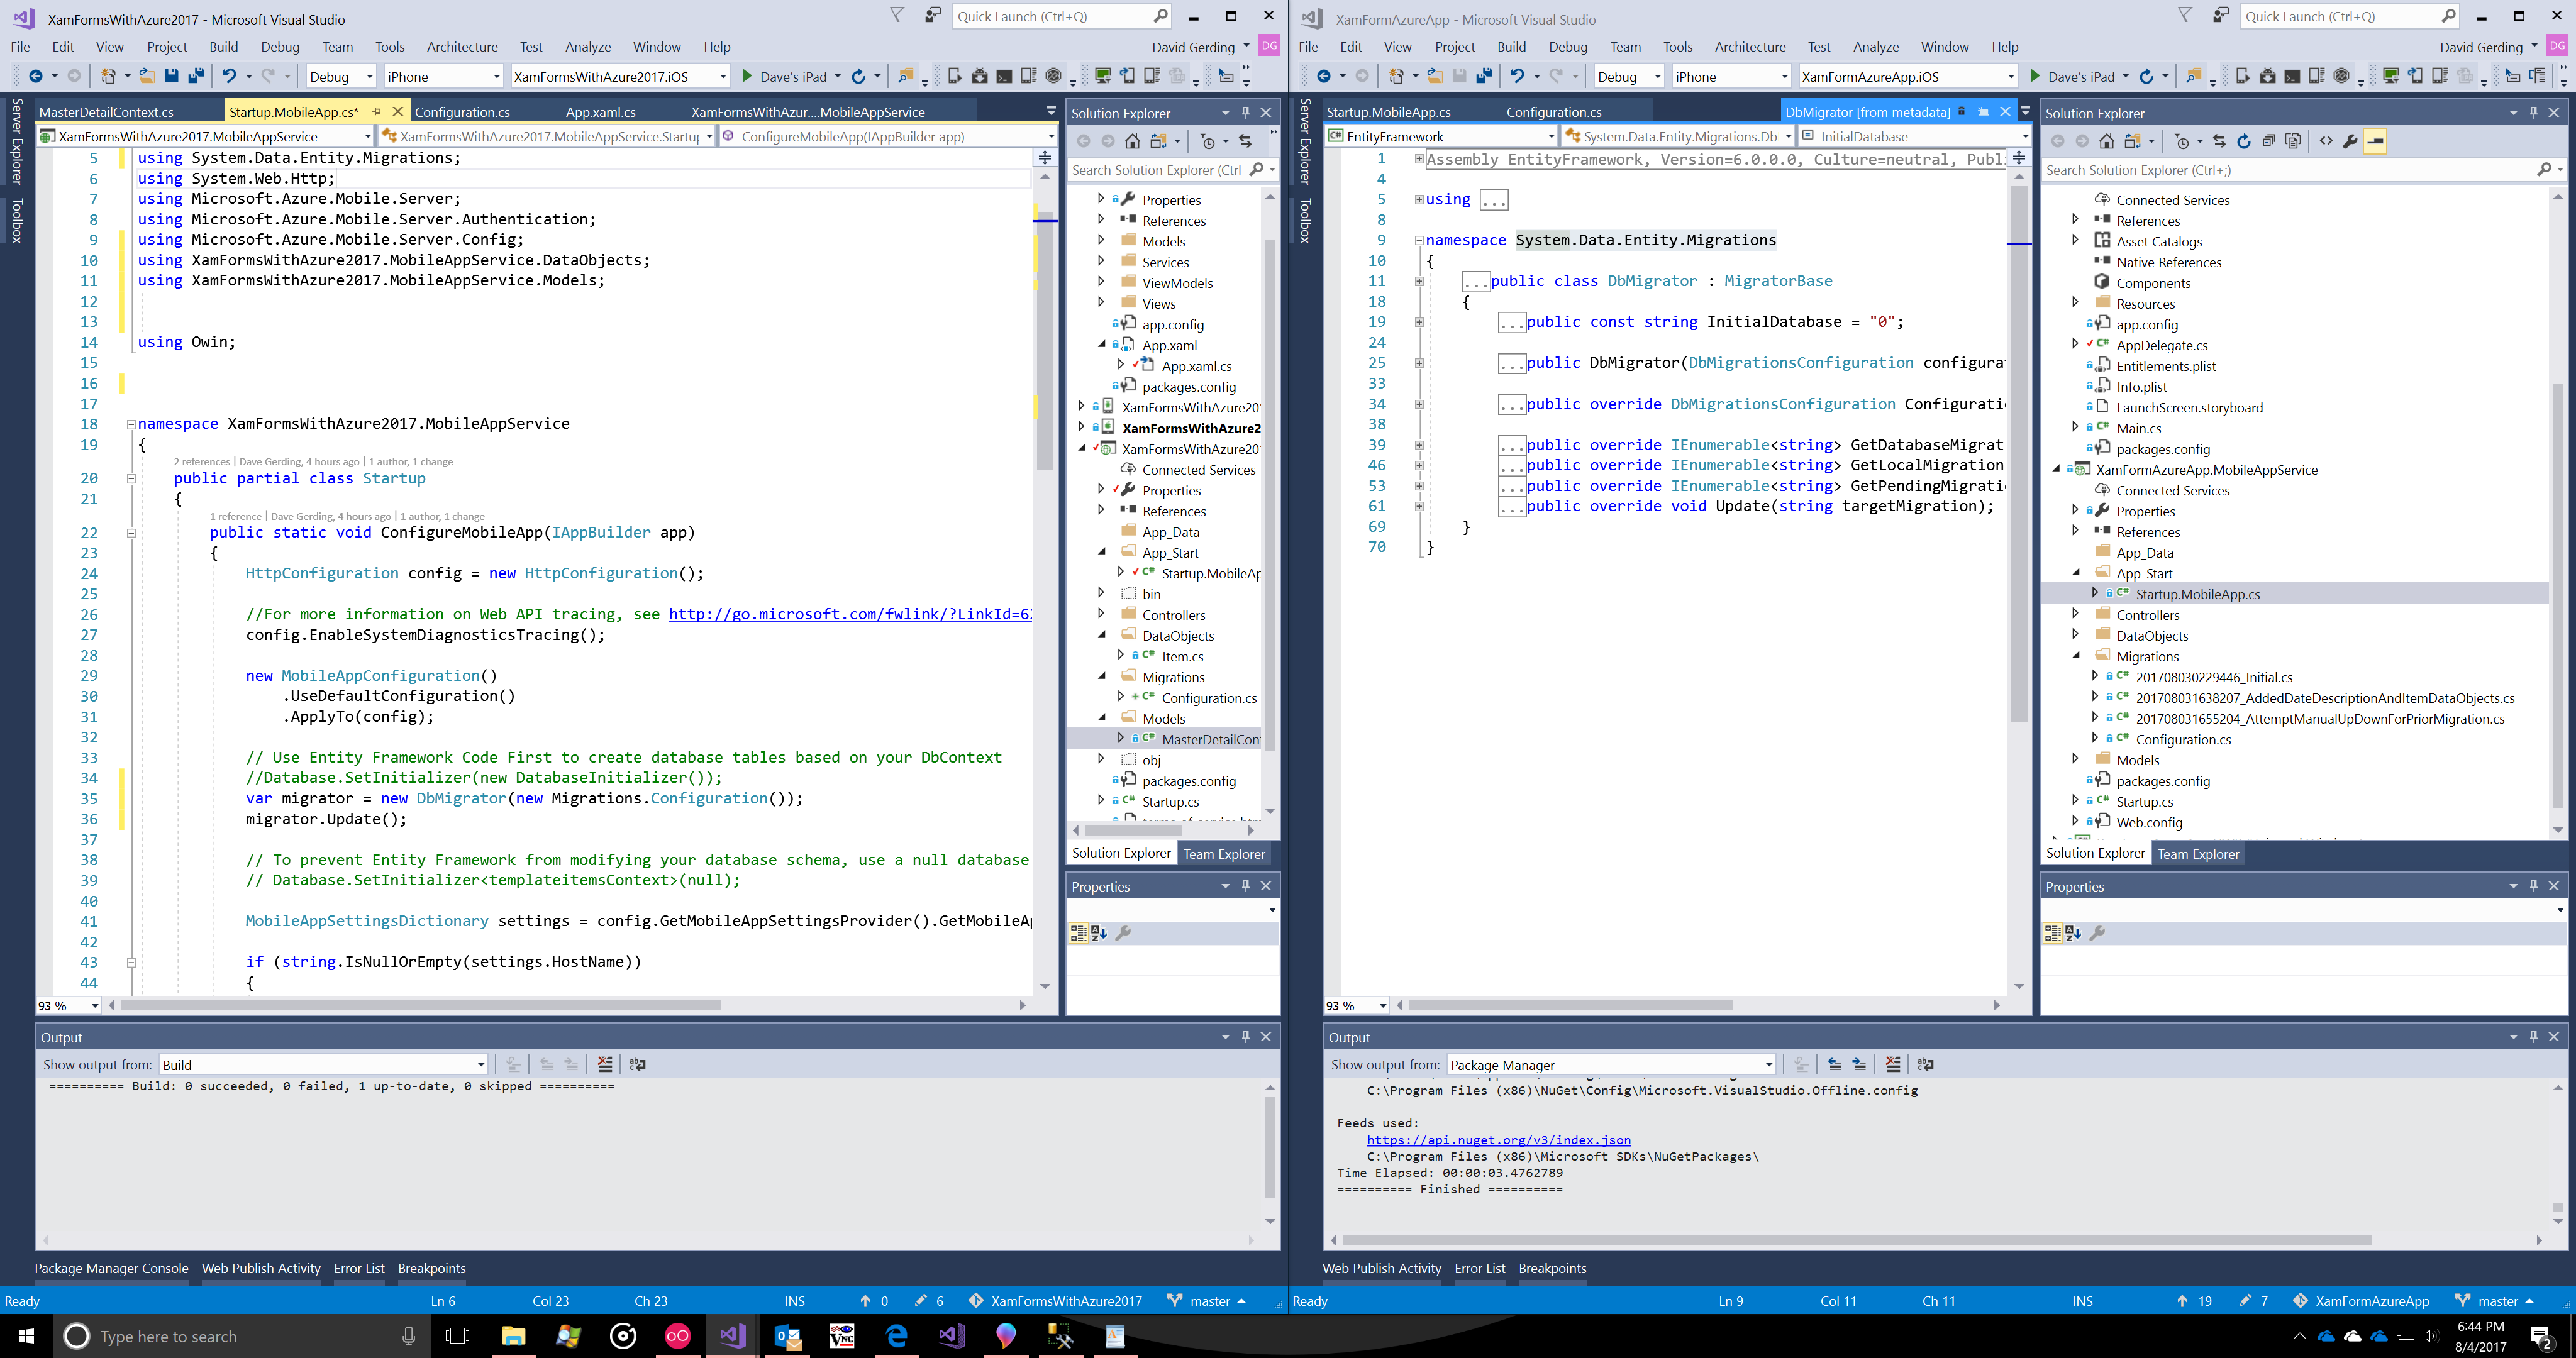 XamFormsWithAzure2017 - Microsoft Visual Studio
Quick Launch (Ctrl+Q)
File Edit View Project Build Debug Team Tools Architecture Test Analyze Window Help
David Gerding DG
Debug iPhone XamFormsWithAzure2017.iOS Dave's iPad
Server Explorer
Toolbox
MasterDetailContext.cs Startup.MobileApp.cs* Configuration.cs App.xaml.cs XamFormsWithAzur....MobileAppService
XamFormsWithAzure2017.MobileAppService XamFormsWithAzure2017.MobileAppService.Startu ConfigureMobileApp(IAppBuilder app)
5 using System.Data.Entity.Migrations;
6 using System.Web.Http;
7 using Microsoft.Azure.Mobile.Server;
8 using Microsoft.Azure.Mobile.Server.Authentication;
9 using Microsoft.Azure.Mobile.Server.Config;
10 using XamFormsWithAzure2017.MobileAppService.DataObjects;
11 using XamFormsWithAzure2017.MobileAppService.Models;
12
13
14 using Owin;
15
16
17
18 namespace XamFormsWithAzure2017.MobileAppService
19 {
2 references | Dave Gerding, 4 hours ago | 1 author, 1 change
20 public partial class Startup
21 {
1 reference | Dave Gerding, 4 hours ago | 1 author, 1 change
22 public static void ConfigureMobileApp(IAppBuilder app)
23 {
24 HttpConfiguration config = new HttpConfiguration();
25
26 //For more information on Web API tracing, see http://go.microsoft.com/fwlink/?LinkId=6
27 config.EnableSystemDiagnosticsTracing();
28
29 new MobileAppConfiguration()
30 .UseDefaultConfiguration()
31 .ApplyTo(config);
32
33 // Use Entity Framework Code First to create database tables based on your DbContext
34 //Database.SetInitializer(new DatabaseInitializer());
35 var migrator = new DbMigrator(new Migrations.Configuration());
36 migrator.Update();
37
38 // To prevent Entity Framework from modifying your database schema, use a null database
39 // Database.SetInitializer<templateitemsContext>(null);
40
41 MobileAppSettingsDictionary settings = config.GetMobileAppSettingsProvider().GetMobileAp
42
43 if (string.IsNullOrEmpty(settings.HostName))
44 {
93 %
Solution Explorer
Search Solution Explorer (Ctrl
Properties
References
Models
Services
ViewModels
Views
app.config
App.xaml
App.xaml.cs
packages.config
XamFormsWithAzure20
XamFormsWithAzure2
XamFormsWithAzure20
Connected Services
Properties
References
App_Data
App_Start
Startup.MobileAp
bin
Controllers
DataObjects
Item.cs
Migrations
Configuration.cs
Models
MasterDetailCon
obj
packages.config
Startup.cs
Solution Explorer Team Explorer
Properties
Output
Show output from: Build
========== Build: 0 succeeded, 0 failed, 1 up-to-date, 0 skipped ==========
Package Manager Console Web Publish Activity Error List Breakpoints
Ready Ln 6 Col 23 Ch 23 INS 0 6 XamFormsWithAzure2017 master
XamFormAzureApp - Microsoft Visual Studio
Quick Launch (Ctrl+Q)
File Edit View Project Build Debug Team Tools Architecture Test Analyze Window Help
David Gerding DG
Debug iPhone XamFormAzureApp.iOS Dave's iPad
Server Explorer
Toolbox
Startup.MobileApp.cs Configuration.cs DbMigrator [from metadata]
EntityFramework System.Data.Entity.Migrations.Db InitialDatabase
1 Assembly EntityFramework, Version=6.0.0.0, Culture=neutral, Publi
4
5 using ...
8
9 namespace System.Data.Entity.Migrations
10 {
11 ...public class DbMigrator : MigratorBase
18 {
19 ...public const string InitialDatabase = "0";
24
25 ...public DbMigrator(DbMigrationsConfiguration configurat
33
34 ...public override DbMigrationsConfiguration Configuratio
38
39 ...public override IEnumerable<string> GetDatabaseMigrat
46 ...public override IEnumerable<string> GetLocalMigration
53 ...public override IEnumerable<string> GetPendingMigratio
61 ...public override void Update(string targetMigration);
69 }
70 }
93 %
Solution Explorer
Search Solution Explorer (Ctrl+;)
Connected Services
References
Asset Catalogs
Native References
Components
Resources
app.config
AppDelegate.cs
Entitlements.plist
Info.plist
LaunchScreen.storyboard
Main.cs
packages.config
XamFormAzureApp.MobileAppService
Connected Services
Properties
References
App_Data
App_Start
Startup.MobileApp.cs
Controllers
DataObjects
Migrations
201708030229446_Initial.cs
201708031638207_AddedDateDescriptionAndItemDataObjects.cs
201708031655204_AttemptManualUpDownForPriorMigration.cs
Configuration.cs
Models
packages.config
Startup.cs
Web.config
Solution Explorer Team Explorer
Properties
Output
Show output from: Package Manager
C:\Program Files (x86)\NuGet\Config\Microsoft.VisualStudio.Offline.config
Feeds used:
https://api.nuget.org/v3/index.json
C:\Program Files (x86)\Microsoft SDKs\NuGetPackages\
Time Elapsed: 00:00:03.4762789
========== Finished ==========
Web Publish Activity Error List Breakpoints
Ready Ln 9 Col 11 Ch 11 INS 19 7 XamFormAzureApp master
Type here to search
6:44 PM
8/4/2017
2